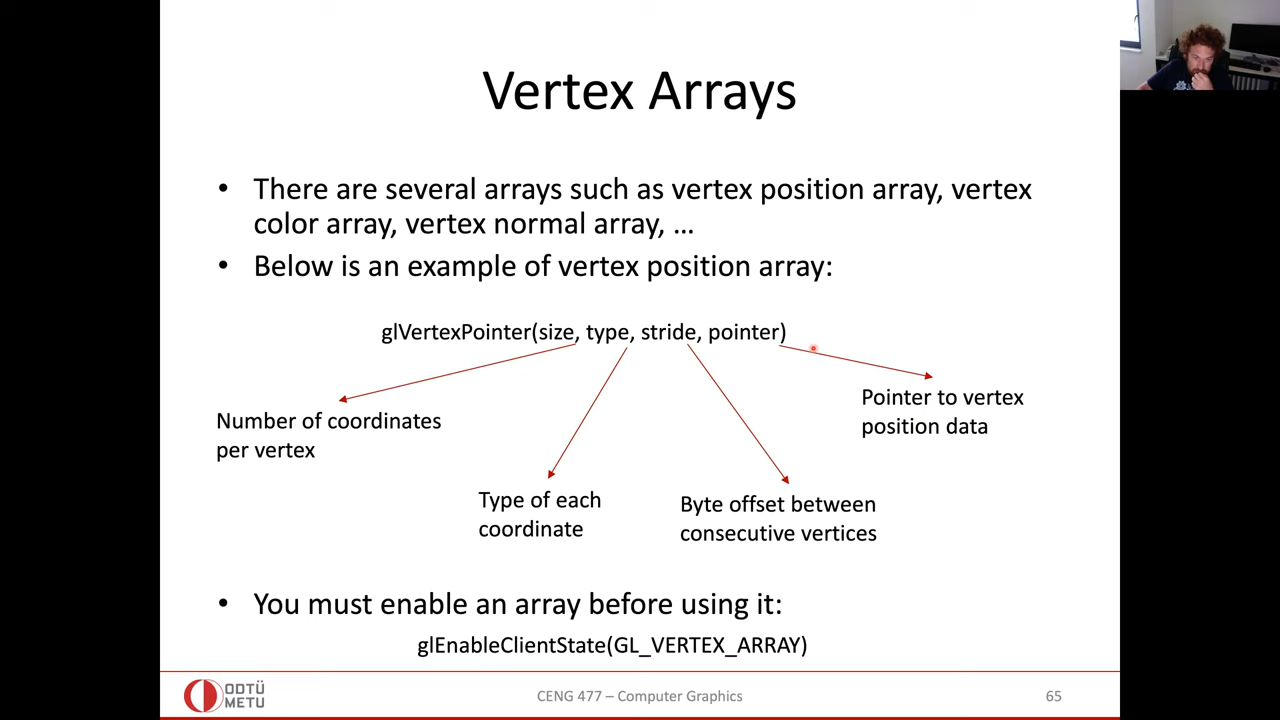 Vertex Arrays
• There are several arrays such as vertex position array, vertex
color array, vertex normal array, …
• Below is an example of vertex position array:
glVertexPointer(size, type, stride, pointer)
Number of coordinates
per vertex
Type of each
coordinate
Byte offset between
consecutive vertices
Pointer to vertex
position data
• You must enable an array before using it:
glEnableClientState(GL_VERTEX_ARRAY)
ODTÜ
METU
CENG 477 – Computer Graphics
65